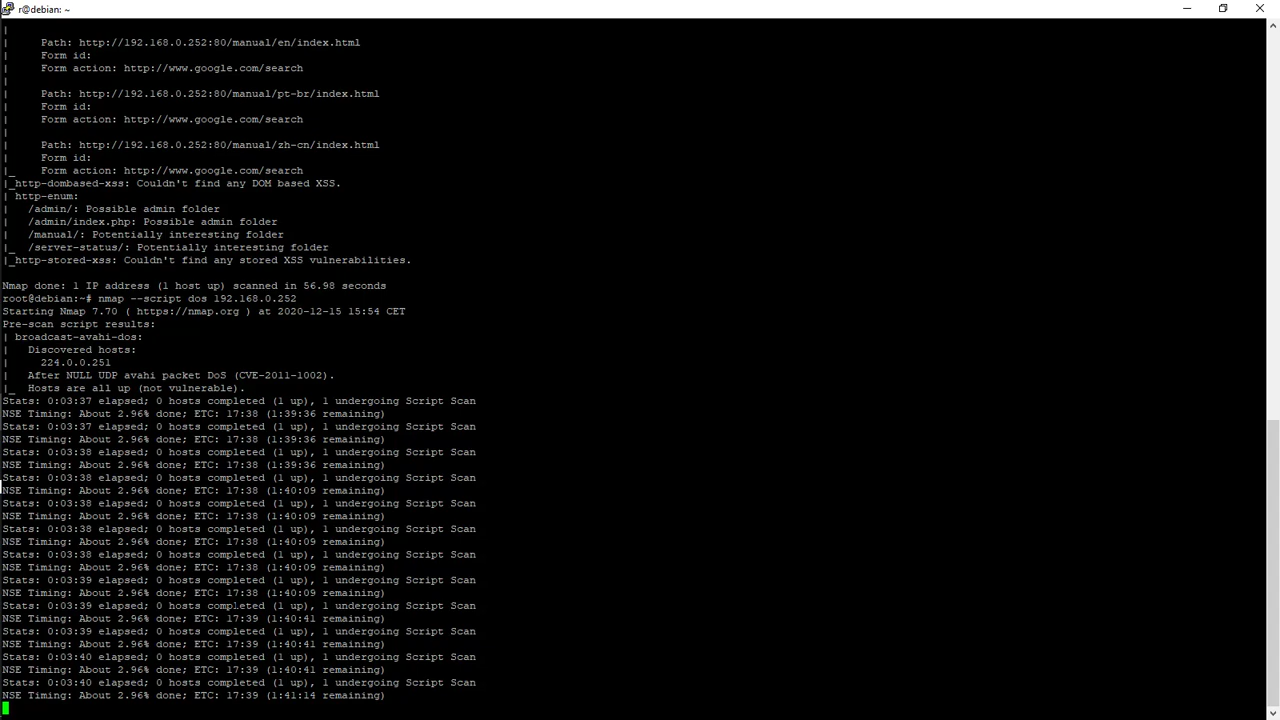 r@debian: ~
|
|     Path: http://192.168.0.252:80/manual/en/index.html
|     Form id:
|     Form action: http://www.google.com/search
|
|     Path: http://192.168.0.252:80/manual/pt-br/index.html
|     Form id:
|     Form action: http://www.google.com/search
|
|     Path: http://192.168.0.252:80/manual/zh-cn/index.html
|     Form id:
|_    Form action: http://www.google.com/search
|_http-dombased-xss: Couldn't find any DOM based XSS.
| http-enum:
|   /admin/: Possible admin folder
|   /admin/index.php: Possible admin folder
|   /manual/: Potentially interesting folder
|_  /server-status/: Potentially interesting folder
|_http-stored-xss: Couldn't find any stored XSS vulnerabilities.
Nmap done: 1 IP address (1 host up) scanned in 56.98 seconds
root@debian:~# nmap --script dos 192.168.0.252
Starting Nmap 7.70 ( https://nmap.org ) at 2020-12-15 15:54 CET
Pre-scan script results:
| broadcast-avahi-dos:
|   Discovered hosts:
|     224.0.0.251
|   After NULL UDP avahi packet DoS (CVE-2011-1002).
|_  Hosts are all up (not vulnerable).
Stats: 0:03:37 elapsed; 0 hosts completed (1 up), 1 undergoing Script Scan
NSE Timing: About 2.96% done; ETC: 17:38 (1:39:36 remaining)
Stats: 0:03:37 elapsed; 0 hosts completed (1 up), 1 undergoing Script Scan
NSE Timing: About 2.96% done; ETC: 17:38 (1:39:36 remaining)
Stats: 0:03:38 elapsed; 0 hosts completed (1 up), 1 undergoing Script Scan
NSE Timing: About 2.96% done; ETC: 17:38 (1:39:36 remaining)
Stats: 0:03:38 elapsed; 0 hosts completed (1 up), 1 undergoing Script Scan
NSE Timing: About 2.96% done; ETC: 17:38 (1:40:09 remaining)
Stats: 0:03:38 elapsed; 0 hosts completed (1 up), 1 undergoing Script Scan
NSE Timing: About 2.96% done; ETC: 17:38 (1:40:09 remaining)
Stats: 0:03:38 elapsed; 0 hosts completed (1 up), 1 undergoing Script Scan
NSE Timing: About 2.96% done; ETC: 17:38 (1:40:09 remaining)
Stats: 0:03:38 elapsed; 0 hosts completed (1 up), 1 undergoing Script Scan
NSE Timing: About 2.96% done; ETC: 17:38 (1:40:09 remaining)
Stats: 0:03:39 elapsed; 0 hosts completed (1 up), 1 undergoing Script Scan
NSE Timing: About 2.96% done; ETC: 17:38 (1:40:09 remaining)
Stats: 0:03:39 elapsed; 0 hosts completed (1 up), 1 undergoing Script Scan
NSE Timing: About 2.96% done; ETC: 17:39 (1:40:41 remaining)
Stats: 0:03:39 elapsed; 0 hosts completed (1 up), 1 undergoing Script Scan
NSE Timing: About 2.96% done; ETC: 17:39 (1:40:41 remaining)
Stats: 0:03:40 elapsed; 0 hosts completed (1 up), 1 undergoing Script Scan
NSE Timing: About 2.96% done; ETC: 17:39 (1:40:41 remaining)
Stats: 0:03:40 elapsed; 0 hosts completed (1 up), 1 undergoing Script Scan
NSE Timing: About 2.96% done; ETC: 17:39 (1:41:14 remaining)